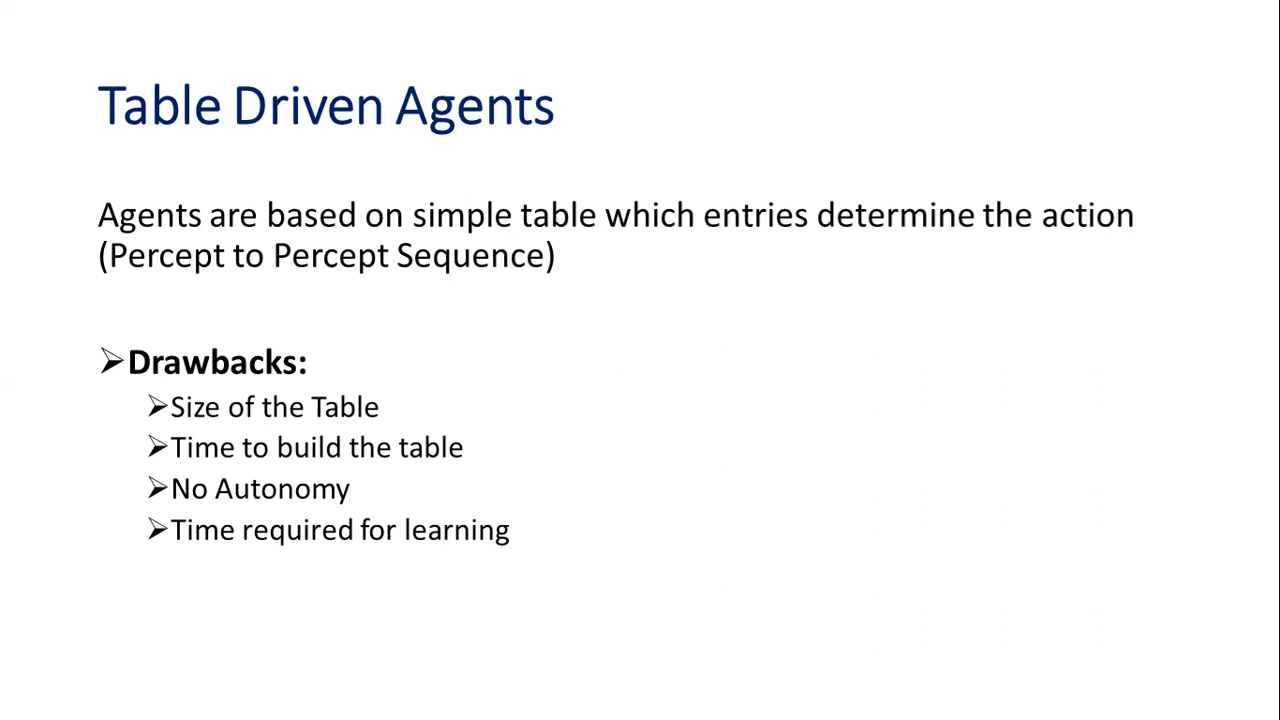 Table Driven Agents
Agents are based on simple table which entries determine the action
(Percept to Percept Sequence)
➢Drawbacks:
➢Size of the Table
➢Time to build the table
➢No Autonomy
➢Time required for learning